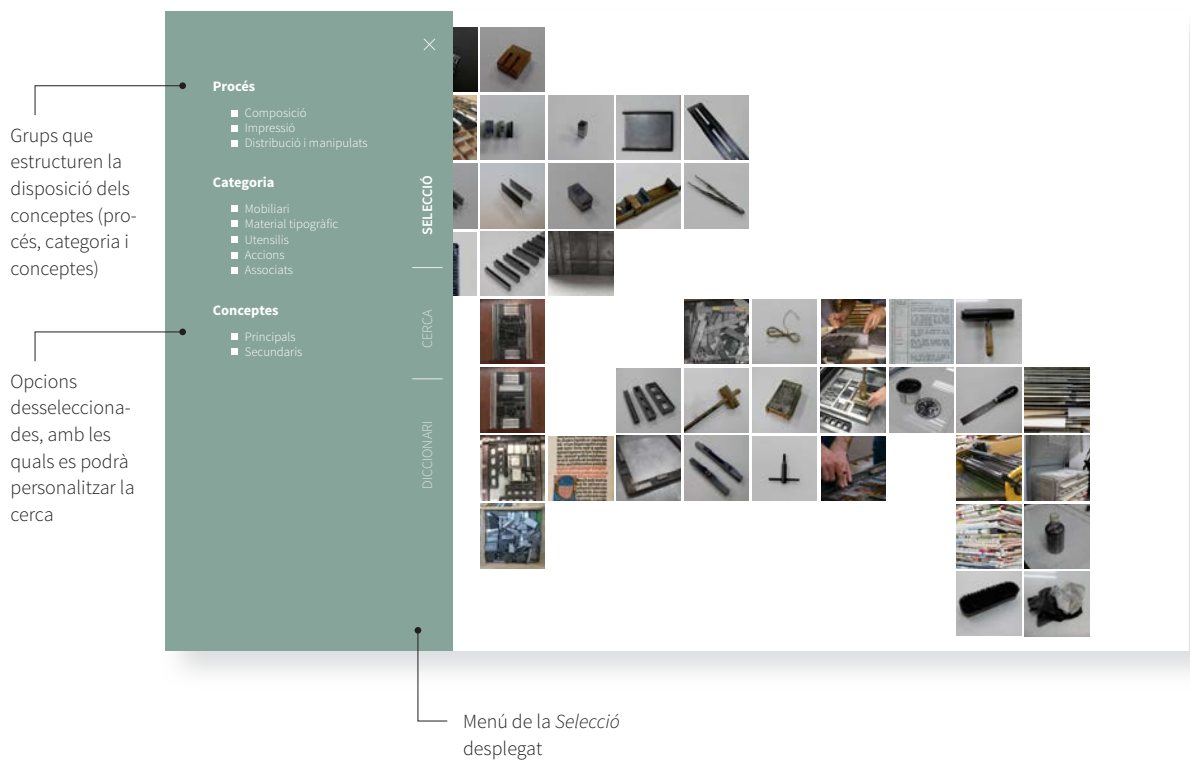 Grups que
estructuren la
disposició dels
conceptes (pro-
cés, categoria i
conceptes)
Opcions
desselecciona-
des, amb les
quals es podrà
personalitzar la
cerca
Procés
Composició
Impressió
Distribució i manipulats
Categoria
Mobiliari
Material tipogràfic
Utensilis
Accions
Associats
Conceptes
Principals
Secundaris
SELECCIÓ
CERCA
DICCIONARI
Menú de la Selecció
desplegat